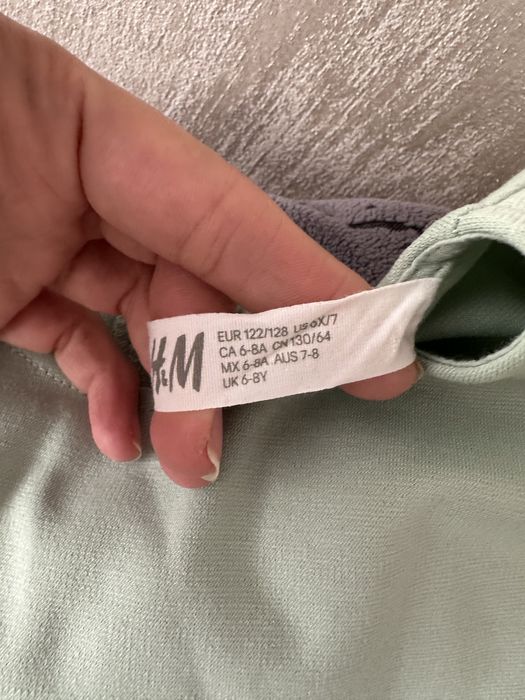 H&M
EUR 122/128 US 6X/7
CA 6-8A CN 130/64
MX 6-8A AUS 7-8
UK 6-8Y